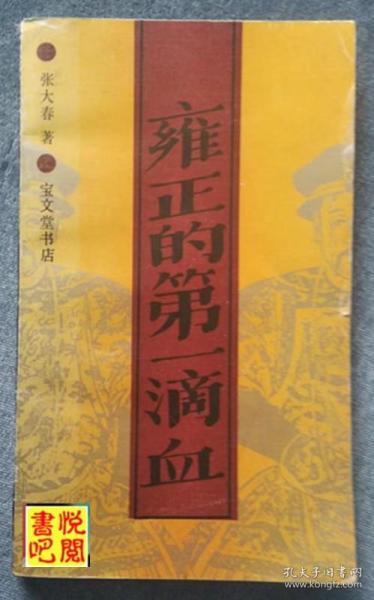 张大春 著
宝文堂书店
雍正的第一滴血
悦阅
書吧
孔夫子旧书网
www.kongfz.com